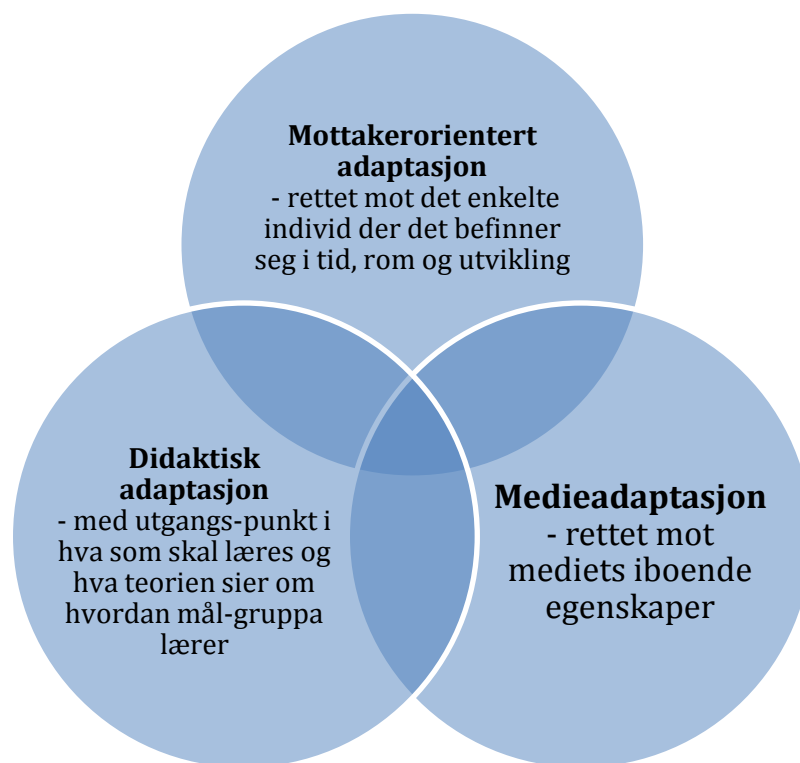 Mottakerorientert
adaptasjon
- rettet mot det enkelte
individ der det befinner
seg i tid, rom og utvikling
Didaktisk
adaptasjon
- med utgangs-punkt i
hva som skal læres og
hva teorien sier om
hvordan mål-gruppa
lærer
Medieadaptasjon
- rettet mot
mediets iboende
egenskaper